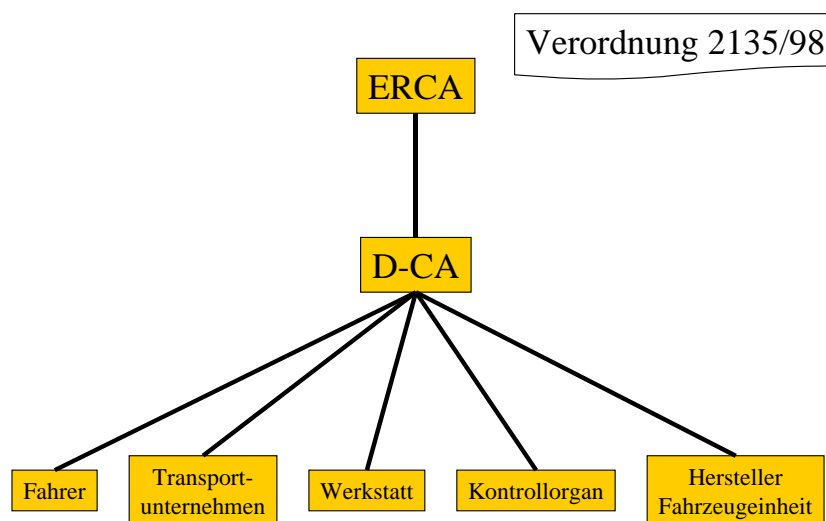 Verordnung 2135/98
ERCA
D-CA
Fahrer
Transport-
unternehmen
Werkstatt
Kontrollorgan
Hersteller
Fahrzeugeinheit